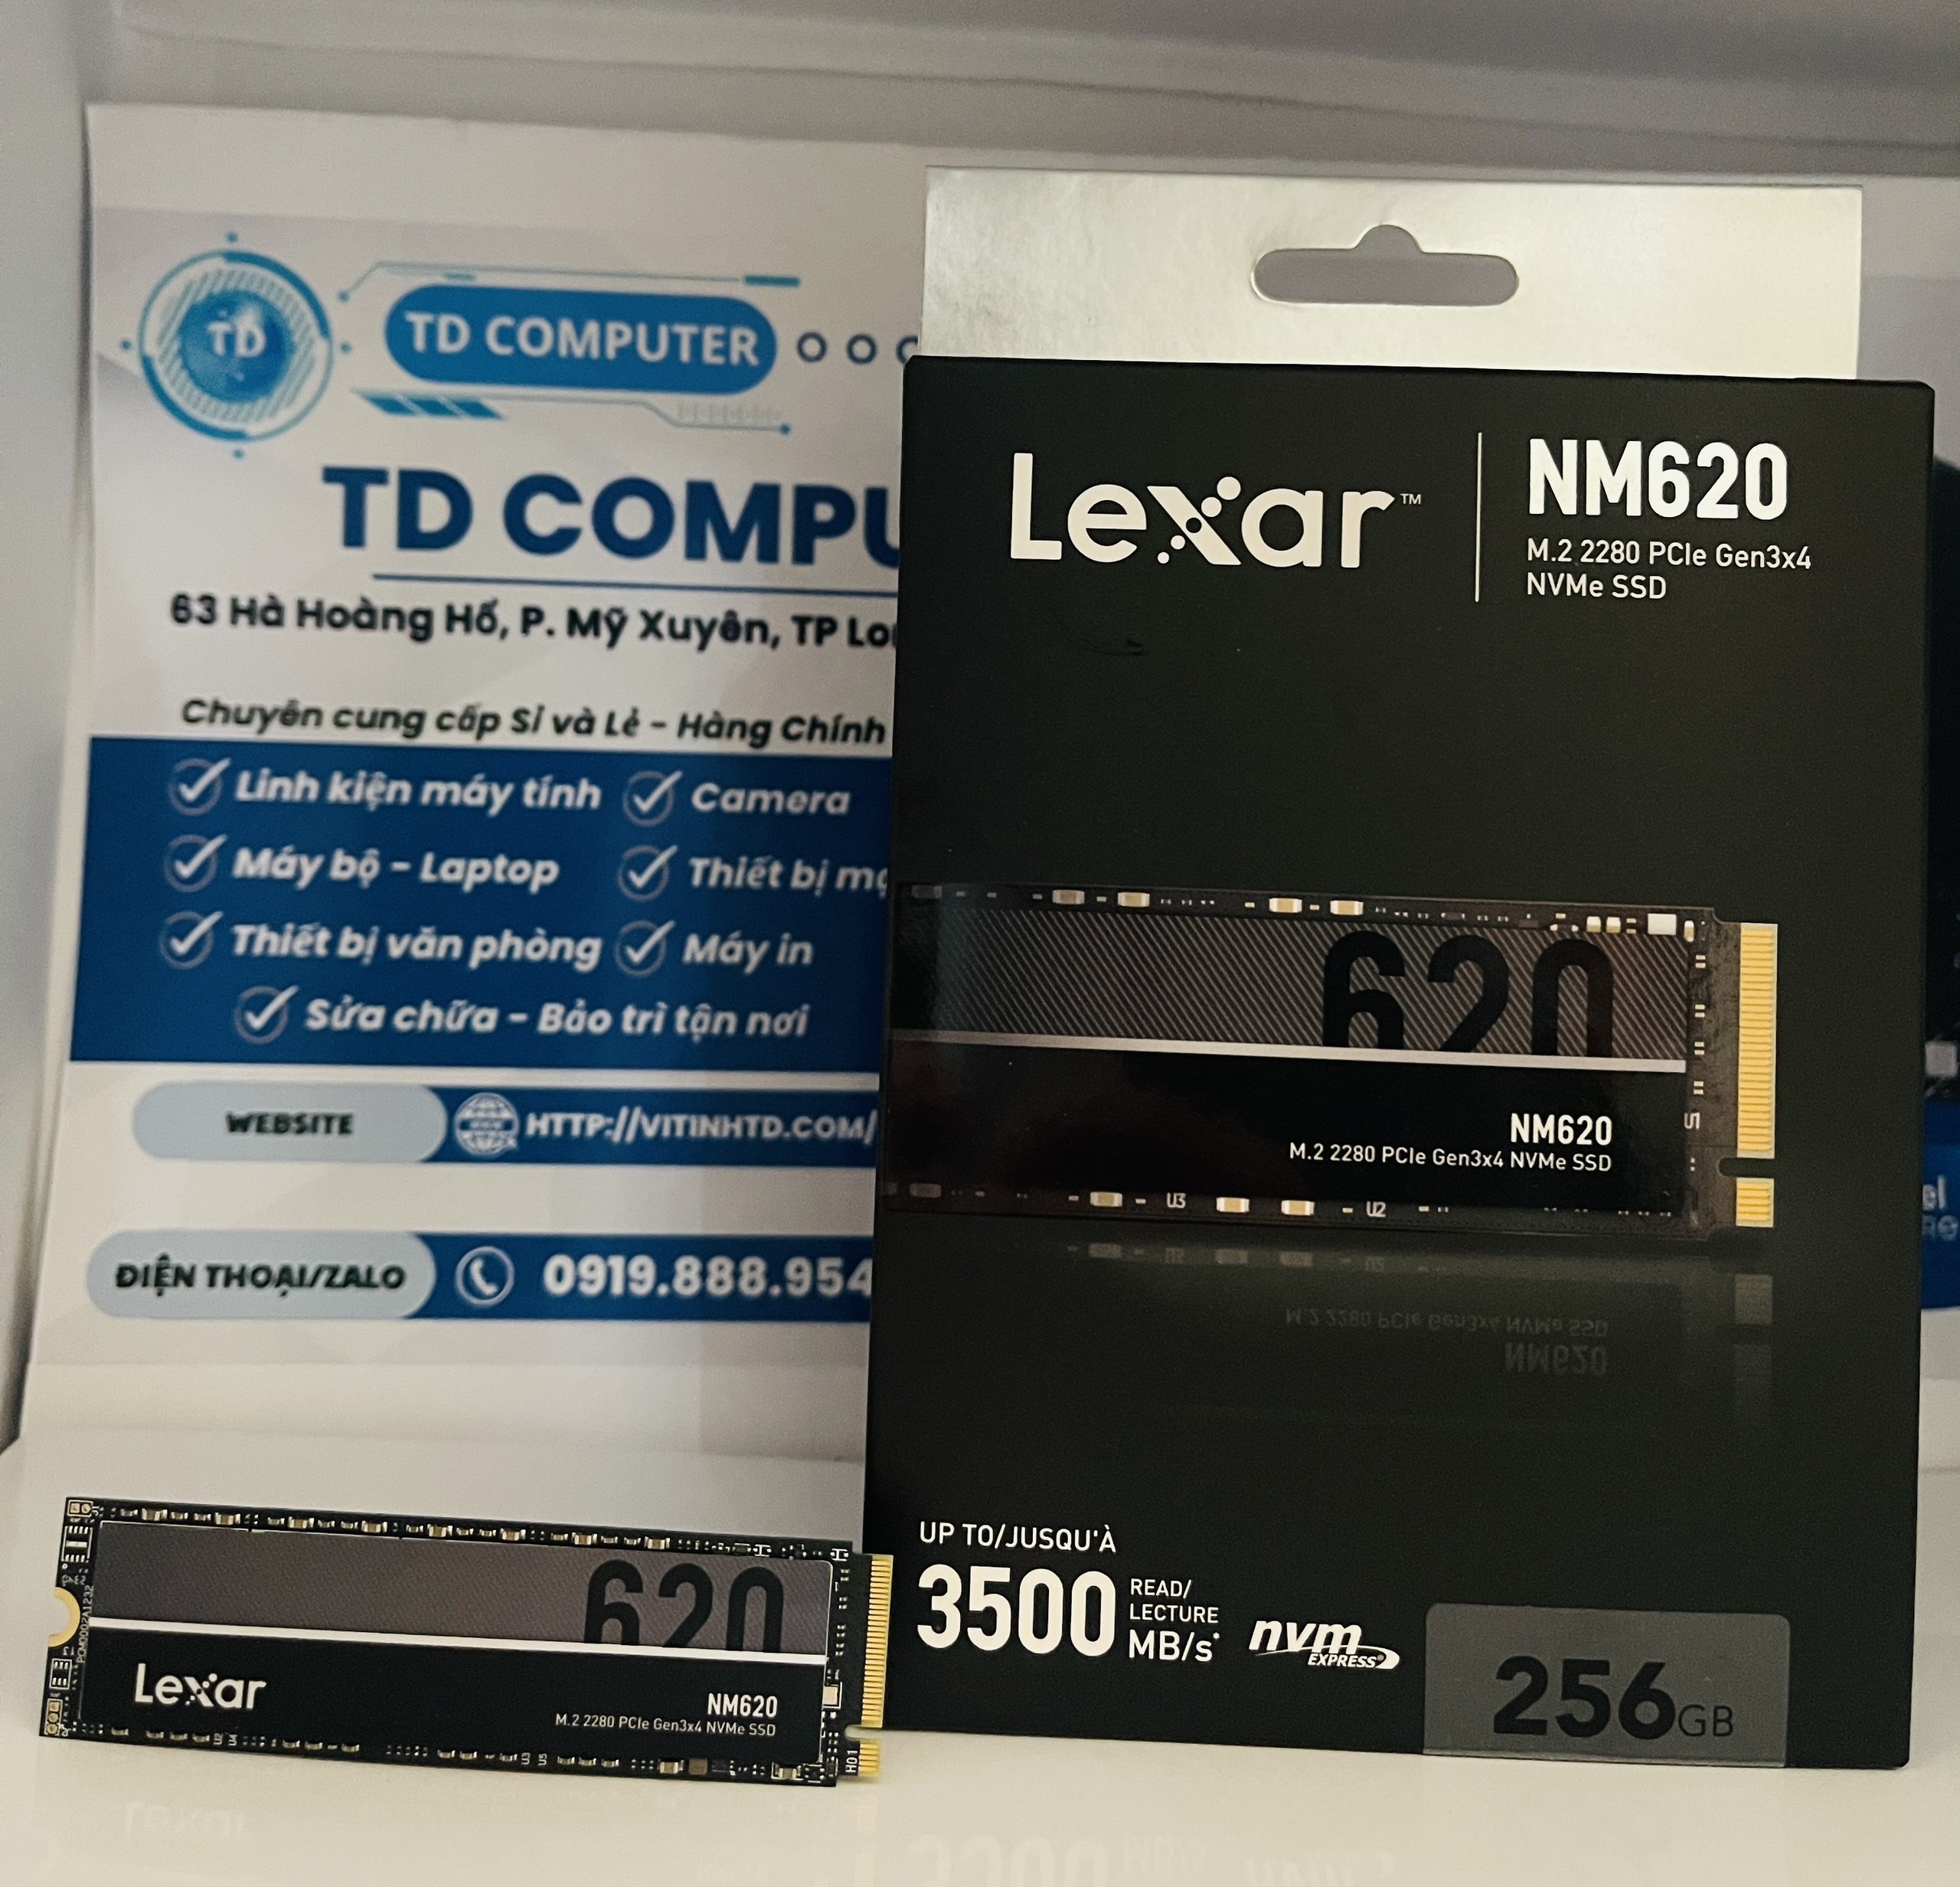 TD
TD COMPUTER
TD COMPU
63 Hà Hoàng Hổ, P. Mỹ Xuyên, TP
Chuyên cung cấp Sỉ và Lẻ - Hàng Chính
Linh kiện máy tính
Camera
Máy bộ - Laptop
Thiết bị
Thiết bị văn phòng
Máy in
Sửa chữa - Bảo trì tận nơi
WEBSITE
HTTP://VITINHTD.COM/
ĐIỆN THOẠI/ZALO
0919.888.954
Lexar™
NM620
M.2 2280 PCIe Gen3x4
NVMe SSD
620
NM620
M.2 2280 PCIe Gen3x4 NVMe SSD
U3
U2
UP TO/JUSQU'À
3500
READ/
LECTURE
MB/s*
nvm
EXPRESS®
256GB
620
Lexar
NM620
M.2 2280 PCIe Gen3x4 NVMe SSD
H01